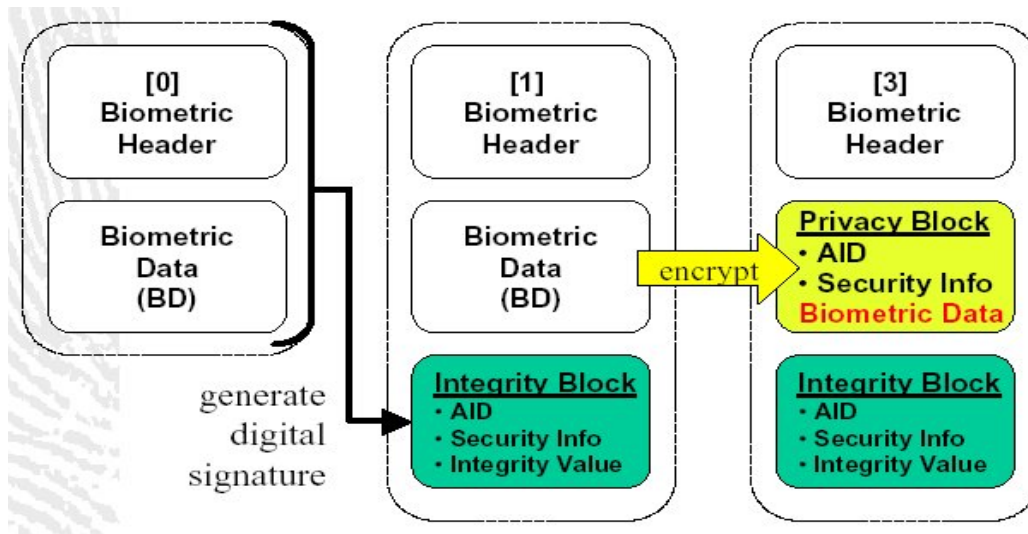 [0]
Biometric
Header
Biometric
Data
(BD)
generate
digital
signature
[1]
Biometric
Header
Biometric
Data
(BD)
encrypt
Integrity Block
· AID
· Security Info
· Integrity Value
[3]
Biometric
Header
Privacy Block
· AID
· Security Info
Biometric Data
Integrity Block
· AID
· Security Info
· Integrity Value